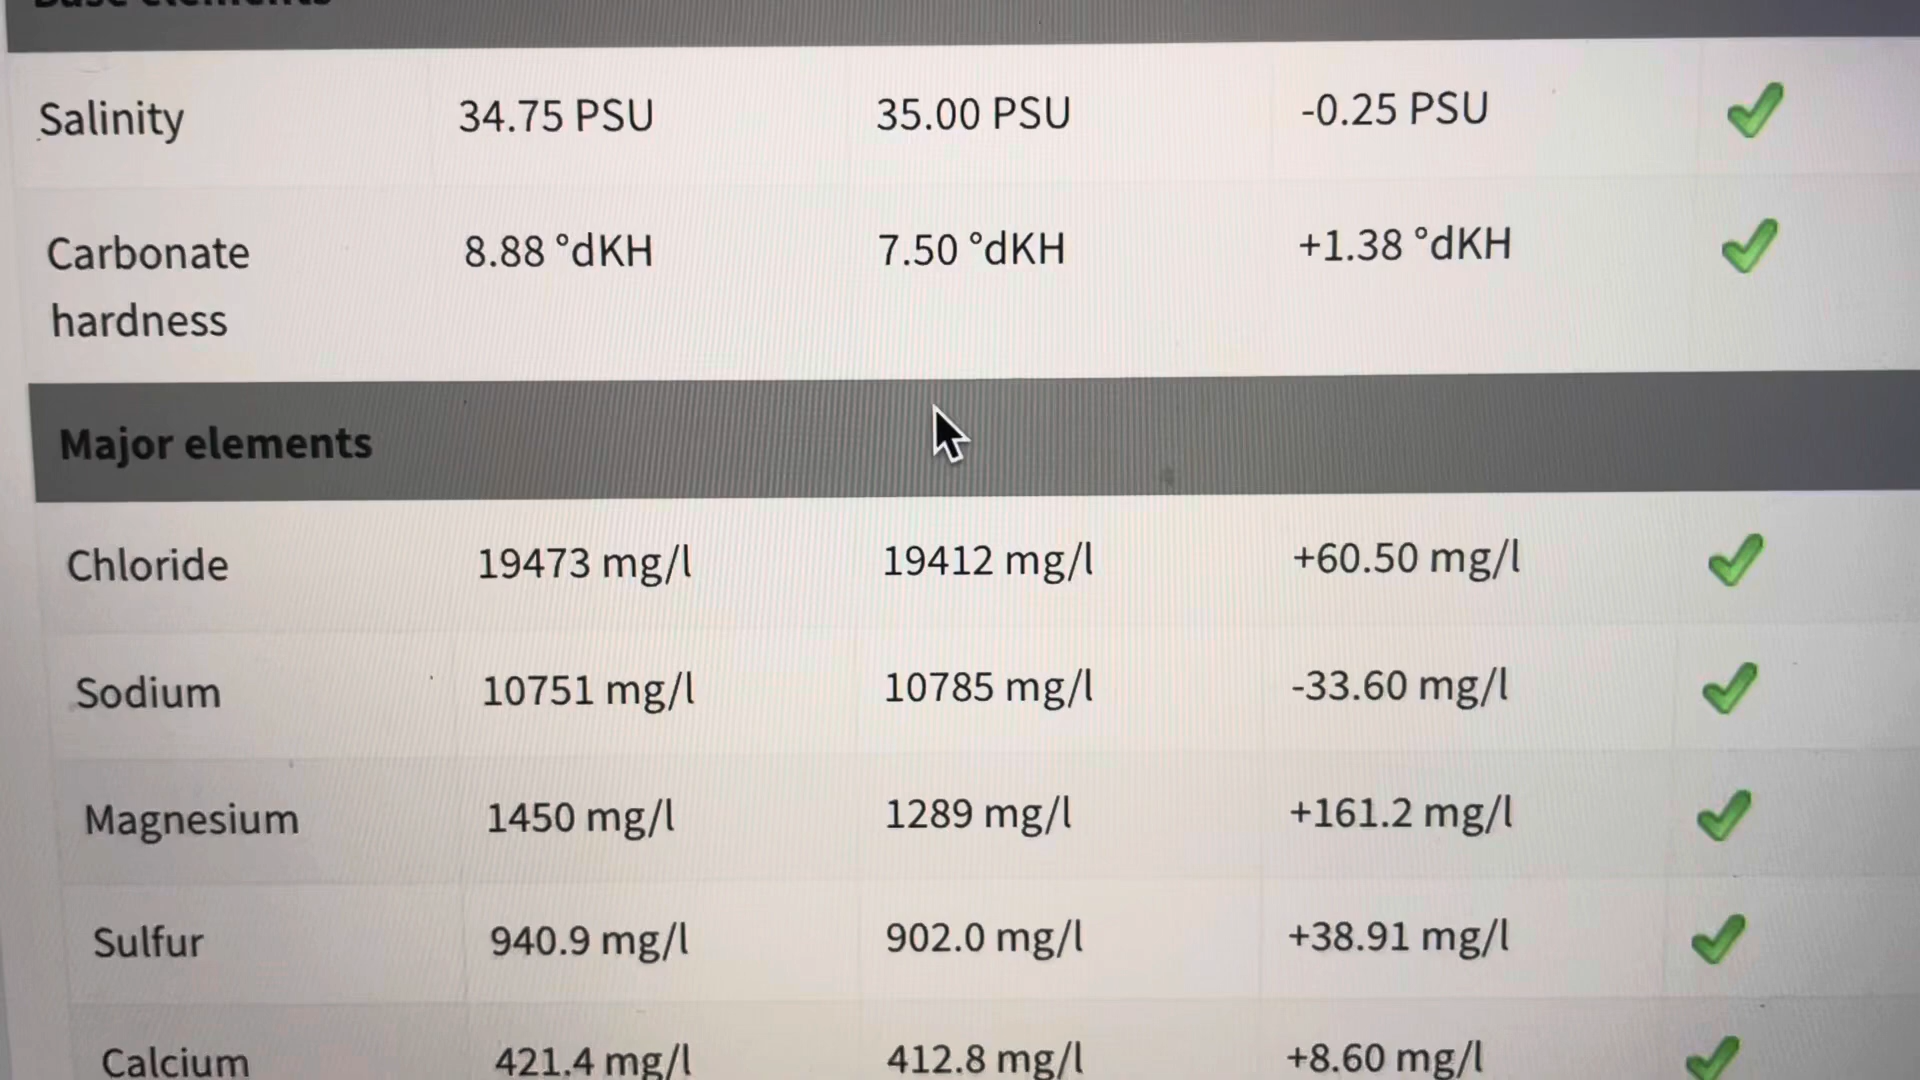 Base elements
Salinity 34.75 PSU 35.00 PSU -0.25 PSU
Carbonate 8.88 °dKH 7.50 °dKH +1.38 °dKH
hardness
Major elements
Chloride 19473 mg/l 19412 mg/l +60.50 mg/l
Sodium 10751 mg/l 10785 mg/l -33.60 mg/l
Magnesium 1450 mg/l 1289 mg/l +161.2 mg/l
Sulfur 940.9 mg/l 902.0 mg/l +38.91 mg/l
Calcium 421.4 mg/l 412.8 mg/l +8.60 mg/l